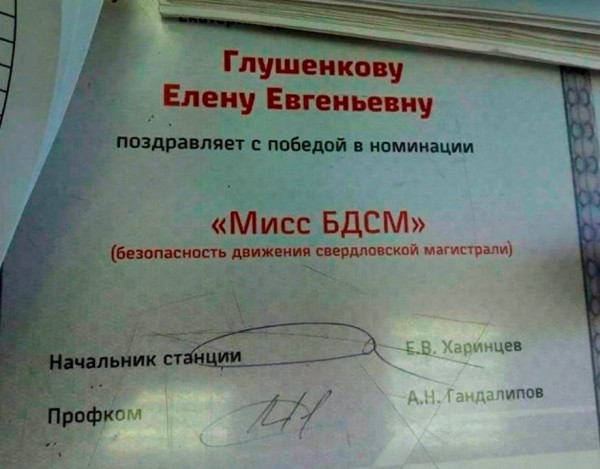 Глушенкову
Елену Евгеньевну
поздравляет с победой в номинации
«Мисс БДСМ»
(безопасность движения свердловской магистрали)
Начальник станции Е.В. Харинцев
Профком А.Н. Гандалипов